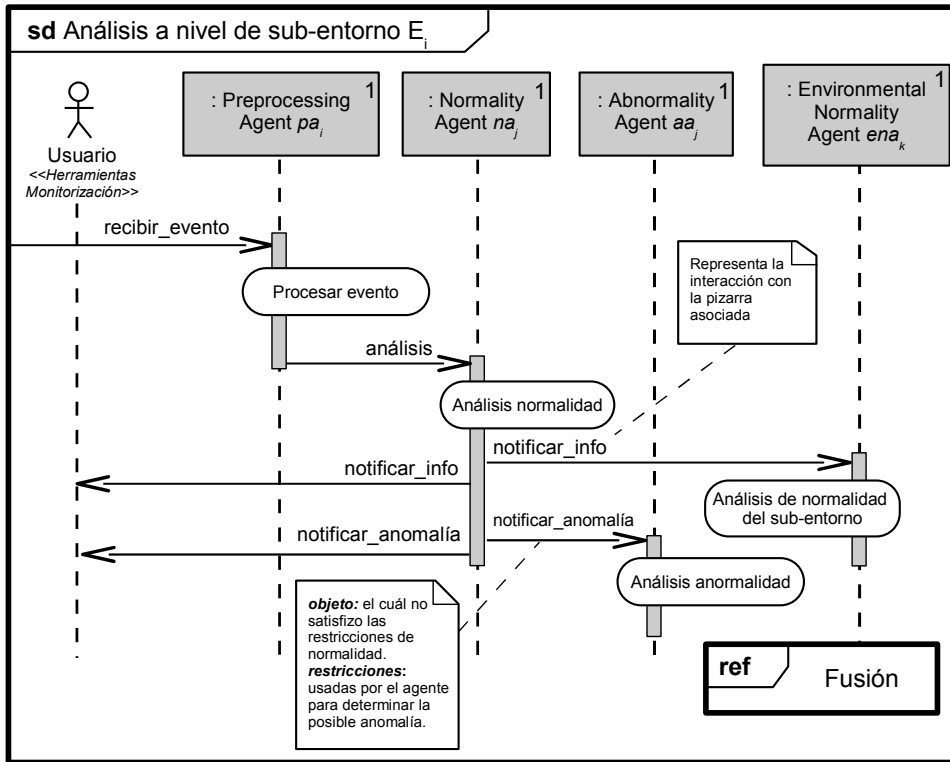 sd Análisis a nivel de sub-entorno Ei
: Preprocessing 1
Agent pai
: Normality 1
Agent naj
: Abnormality 1
Agent aaj
: Environmental 1
Normality
Agent enak
Usuario
<<Herramientas
Monitorización>>
recibir_evento
Procesar evento
Representa la
interacción con
la pizarra
asociada
análisis
Análisis normalidad
notificar_info
notificar_info
Análisis de normalidad
del sub-entorno
notificar_anomalía
notificar_anomalía
Análisis anormalidad
objeto: el cuál no
satisfizo las
restricciones de
normalidad.
restricciones:
usadas por el agente
para determinar la
posible anomalía.
ref
Fusión